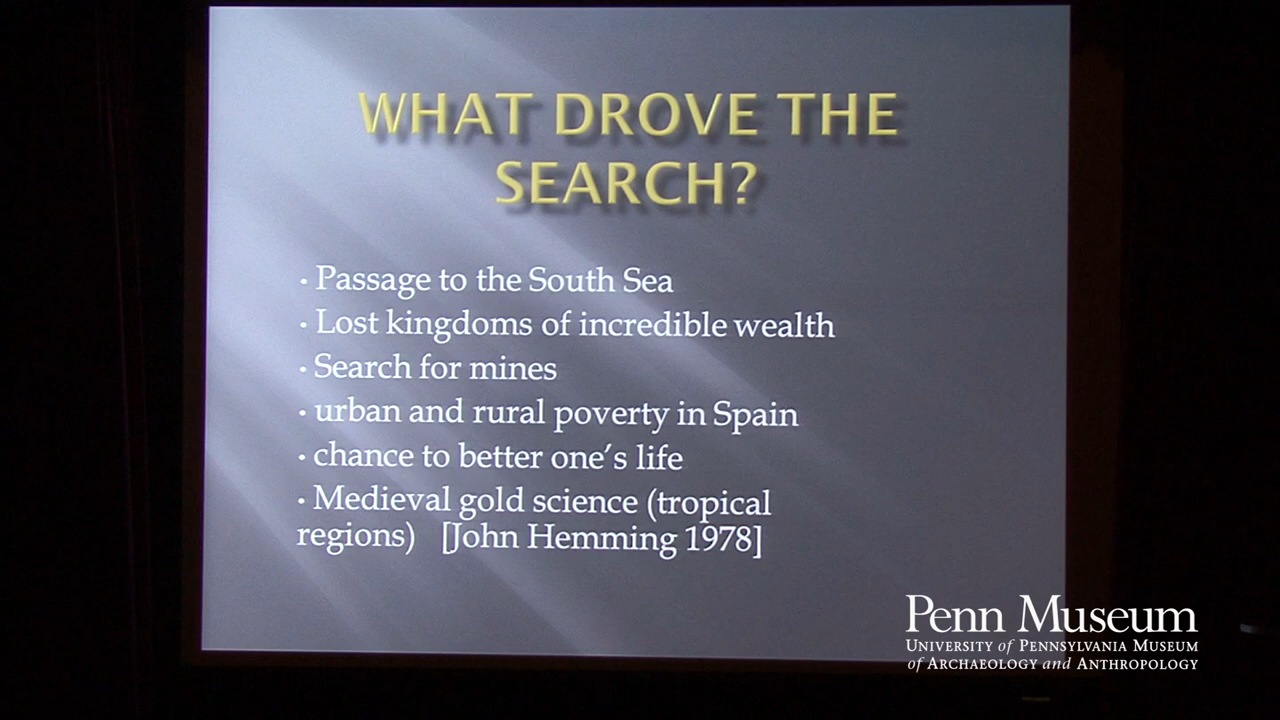 WHAT DROVE THE
SEARCH?
• Passage to the South Sea
• Lost kingdoms of incredible wealth
• Search for mines
• urban and rural poverty in Spain
• chance to better one's life
• Medieval gold science (tropical
regions) [John Hemming 1978]
Penn Museum
UNIVERSITY of PENNSYLVANIA MUSEUM
of ARCHAEOLOGY and ANTHROPOLOGY